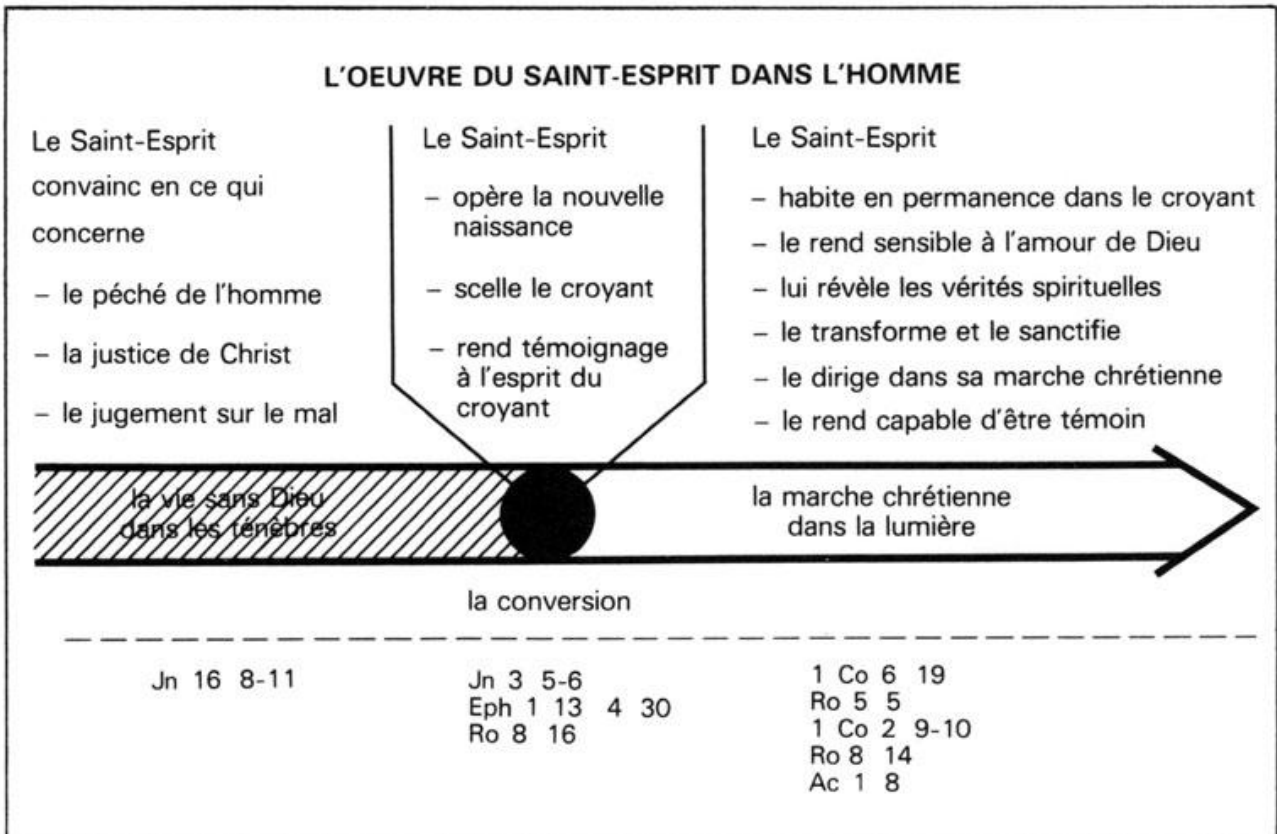 L'OEUVRE DU SAINT-ESPRIT DANS L'HOMME
Le Saint-Esprit
convainc en ce qui
concerne
– le péché de l'homme
– la justice de Christ
– le jugement sur le mal
Le Saint-Esprit
– opère la nouvelle
naissance
– scelle le croyant
– rend témoignage
à l'esprit du
croyant
Le Saint-Esprit
– habite en permanence dans le croyant
– le rend sensible à l'amour de Dieu
– lui révèle les vérités spirituelles
– le transforme et le sanctifie
– le dirige dans sa marche chrétienne
– le rend capable d'être témoin
la vie sans Dieu
dans les ténèbres
la marche chrétienne
dans la lumière
la conversion
Jn 16 8-11
Jn 3 5-6
Eph 1 13 4 30
Ro 8 16
1 Co 6 19
Ro 5 5
1 Co 2 9-10
Ro 8 14
Ac 1 8